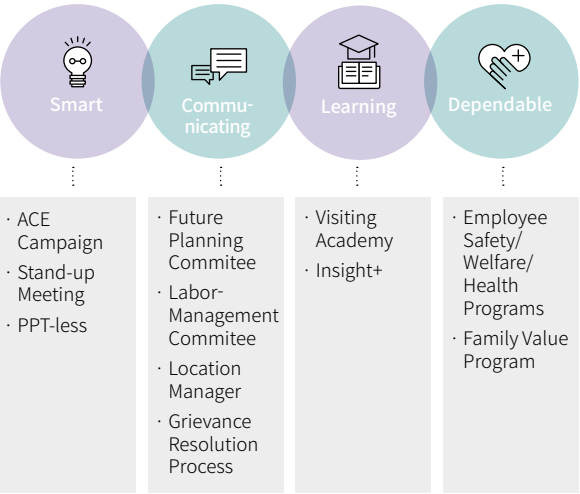 Smart
Commu-
nicating
Learning
Dependable
· ACE
Campaign
· Stand-up
Meeting
· PPT-less
· Future
Planning
Commitee
· Labor-
Management
Commitee
· Location
Manager
· Grievance
Resolution
Process
· Visiting
Academy
· Insight+
· Employee
Safety/
Welfare/
Health
Programs
· Family Value
Program